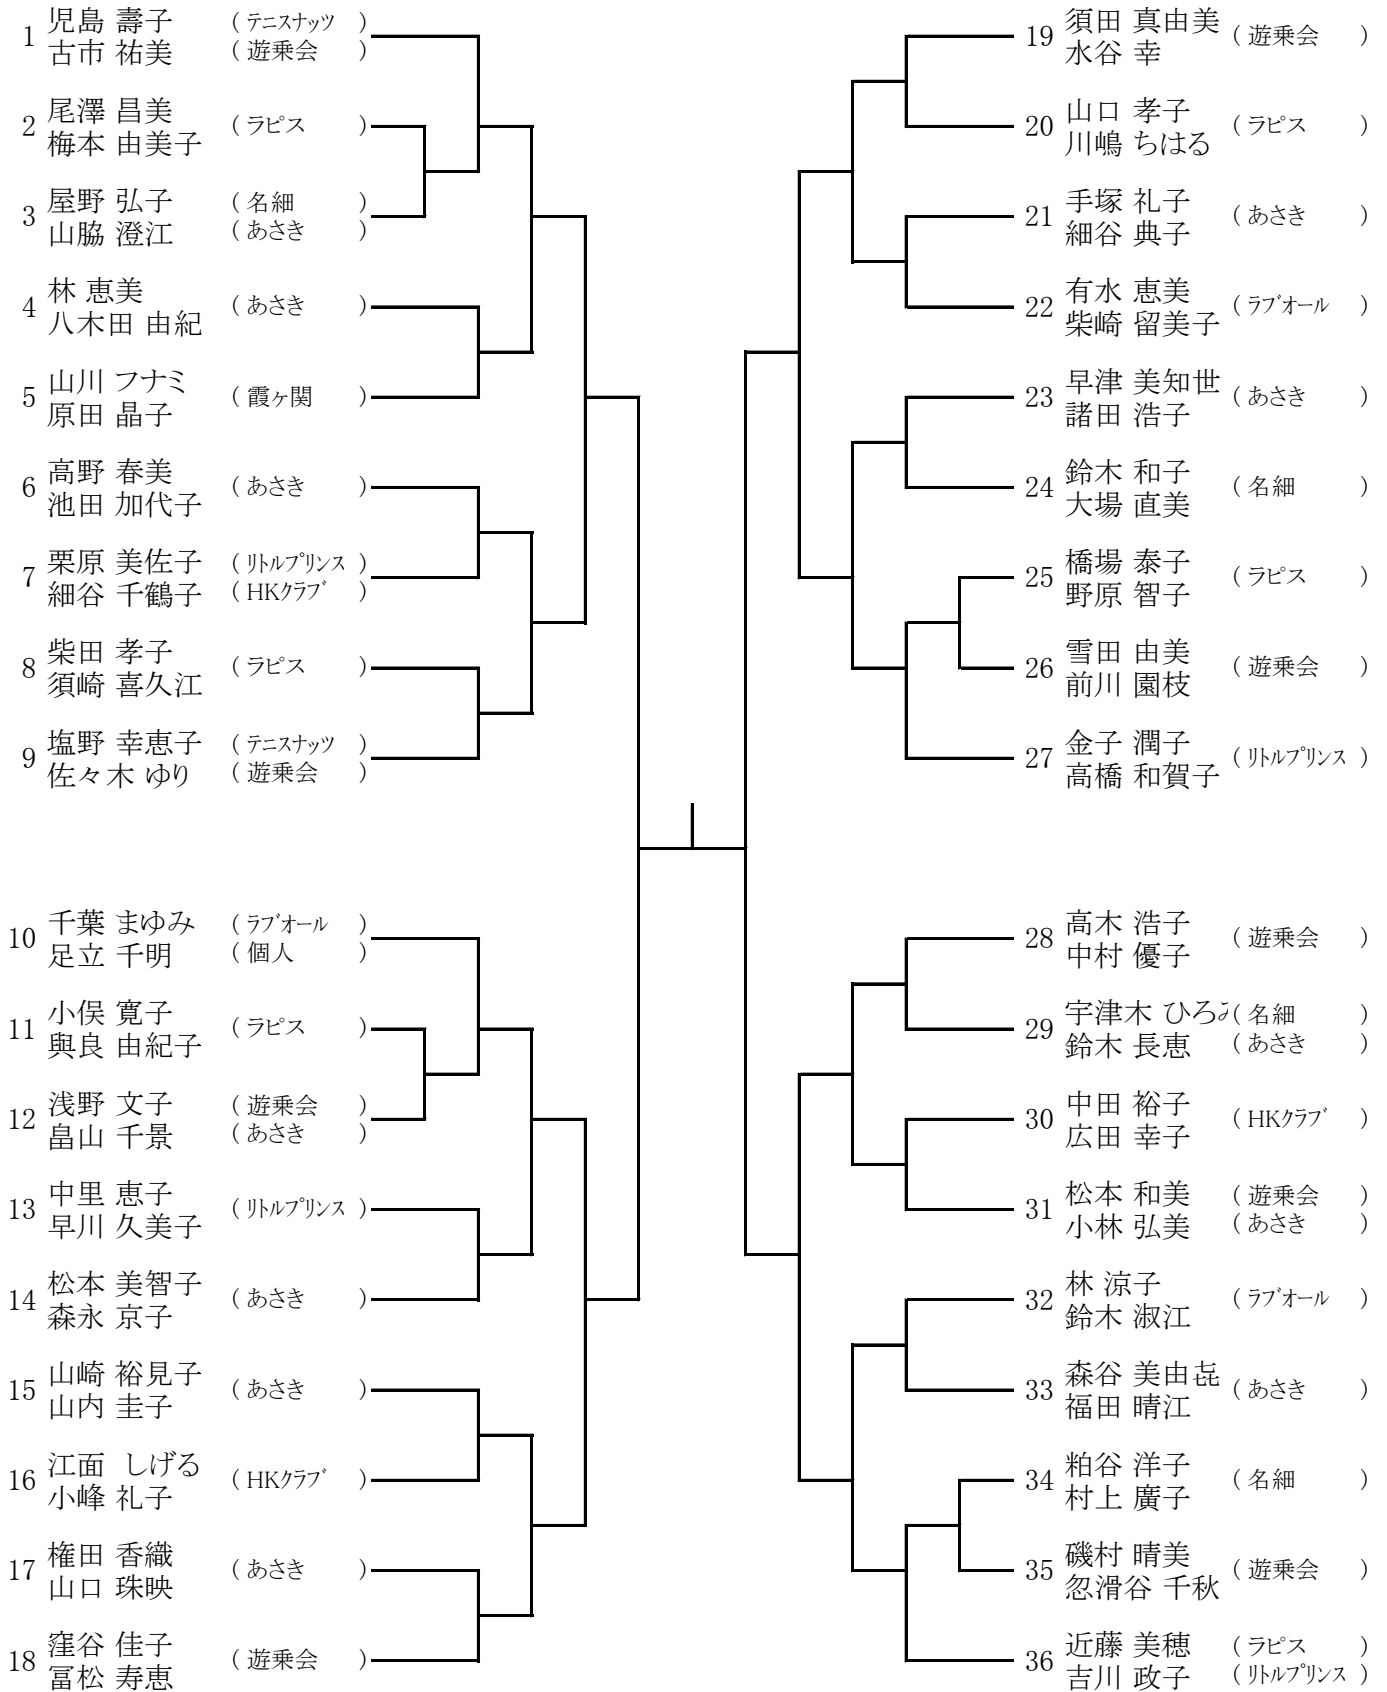 1 児島 壽子 (テニスナッツ)
古市 祐美 (遊乗会)
2 尾澤 昌美 (ラピス)
梅本 由美子
3 屋野 弘子 (名細)
山脇 澄江 (あさき)
4 林 恵美 (あさき)
八木田 由紀
5 山川 フナミ (霞ヶ関)
原田 晶子
6 高野 春美 (あさき)
池田 加代子
7 栗原 美佐子 (リトルプリンス)
細谷 千鶴子 (HKクラブ)
8 柴田 孝子 (ラピス)
須崎 喜久江
9 塩野 幸恵子 (テニスナッツ)
佐々木 ゆり (遊乗会)
10 千葉 まゆみ (ラブオール)
足立 千明 (個人)
11 小俣 寛子 (ラピス)
與良 由紀子
12 浅野 文子 (遊乗会)
畠山 千景 (あさき)
13 中里 恵子 (リトルプリンス)
早川 久美子
14 松本 美智子 (あさき)
森永 京子
15 山崎 裕見子 (あさき)
山内 圭子
16 江面 しげる (HKクラブ)
小峰 礼子
17 権田 香織 (あさき)
山口 珠映
18 窪谷 佳子 (遊乗会)
冨松 寿恵
19 須田 真由美 (遊乗会)
水谷 幸
20 山口 孝子 (ラピス)
川嶋 ちはる
21 手塚 礼子 (あさき)
細谷 典子
22 有水 恵美 (ラブオール)
柴崎 留美子
23 早津 美知世 (あさき)
諸田 浩子
24 鈴木 和子 (名細)
大場 直美
25 橋場 泰子 (ラピス)
野原 智子
26 雪田 由美 (遊乗会)
前川 園枝
27 金子 潤子 (リトルプリンス)
高橋 和賀子
28 高木 浩子 (遊乗会)
中村 優子
29 宇津木 ひろみ (名細)
鈴木 長恵 (あさき)
30 中田 裕子 (HKクラブ)
広田 幸子
31 松本 和美 (遊乗会)
小林 弘美 (あさき)
32 林 涼子 (ラブオール)
鈴木 淑江
33 森谷 美由㐂 (あさき)
福田 晴江
34 粕谷 洋子 (名細)
村上 廣子
35 磯村 晴美 (遊乗会)
忽滑谷 千秋
36 近藤 美穂 (ラピス)
吉川 政子 (リトルプリンス)